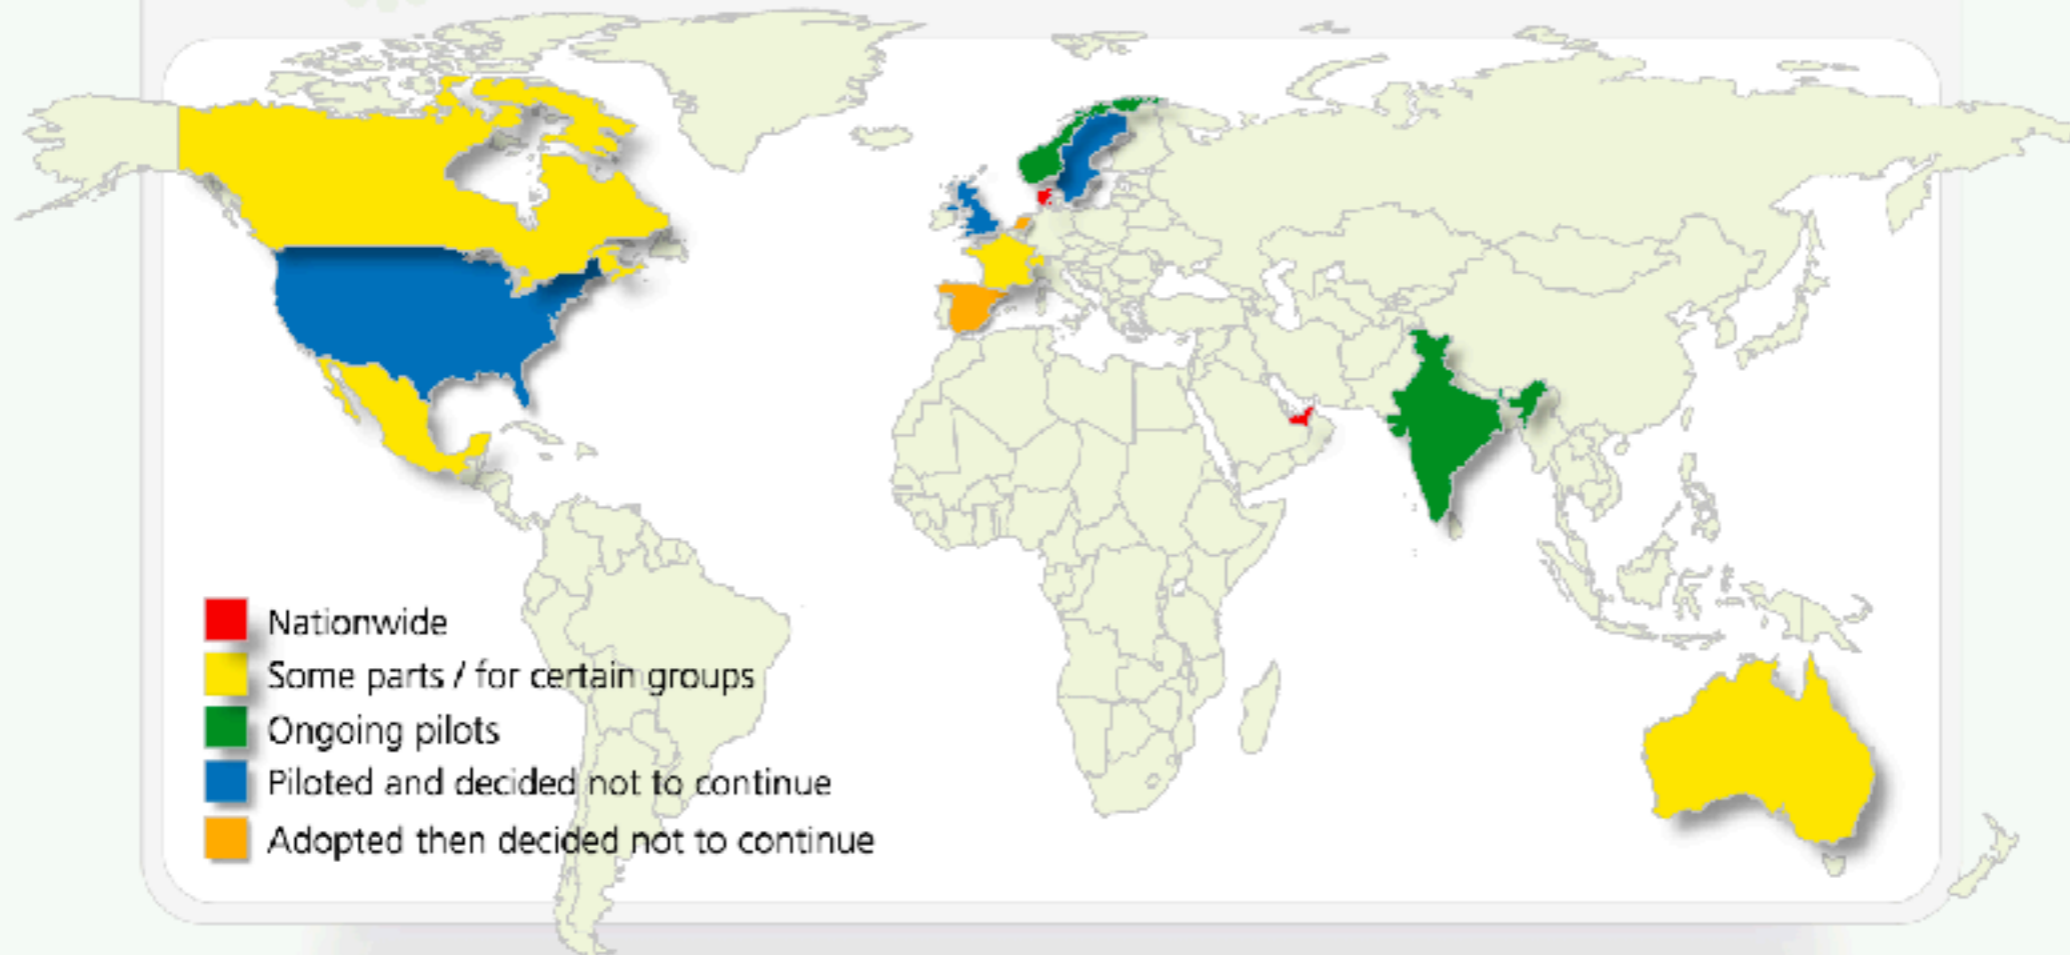 Nationwide
Some parts / for certain groups
Ongoing pilots
Piloted and decided not to continue
Adopted then decided not to continue